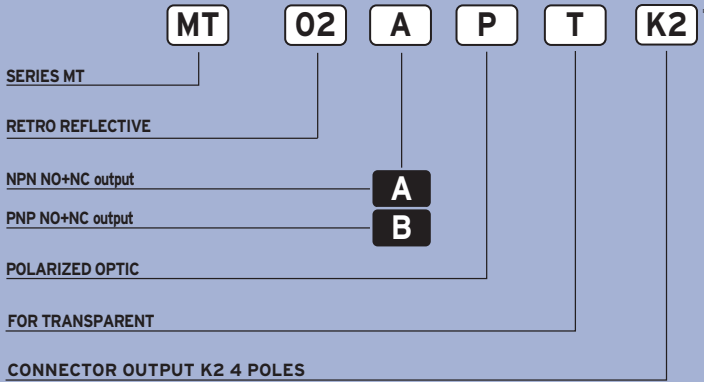 MT 02 A P T K2
SERIES MT
RETRO REFLECTIVE
NPN NO+NC output A
PNP NO+NC output B
POLARIZED OPTIC
FOR TRANSPARENT
CONNECTOR OUTPUT K2 4 POLES